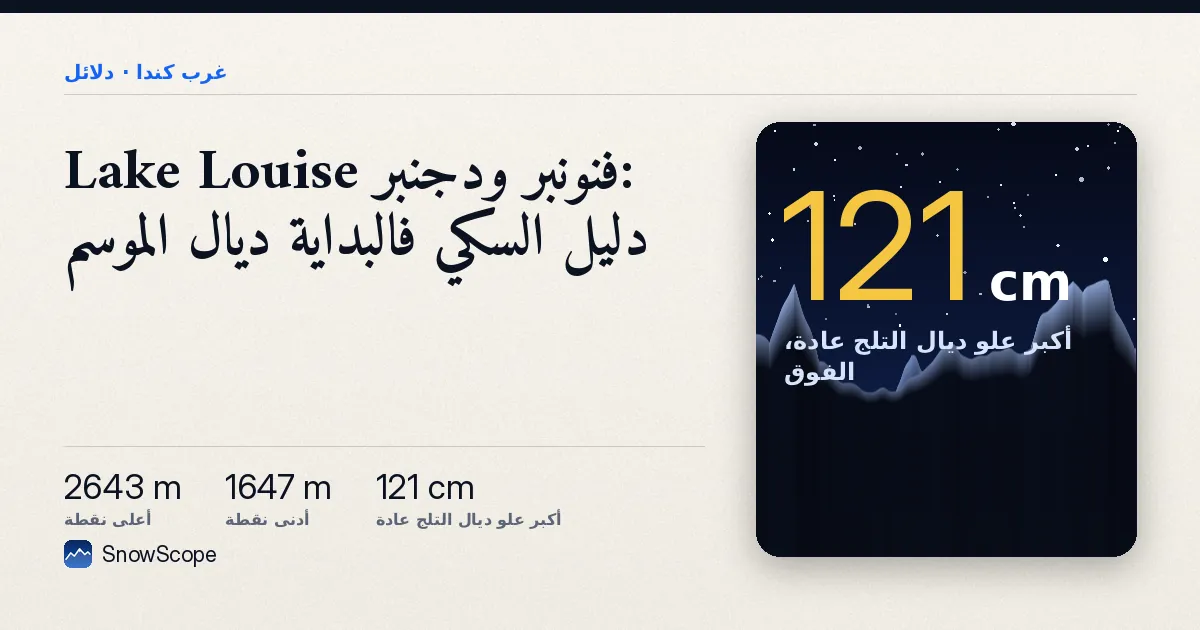 غرب كندا · دلائل
Lake Louise فنونبر ودجنبر:
دليل السكي فالبداية ديال الموسم
121 cm
أكبر علو ديال التلج عادة،
الفوق
2643 m
أعلى نقطة
1647 m
أدنى نقطة
121 cm
أكبر علو ديال التلج عادة
SnowScope